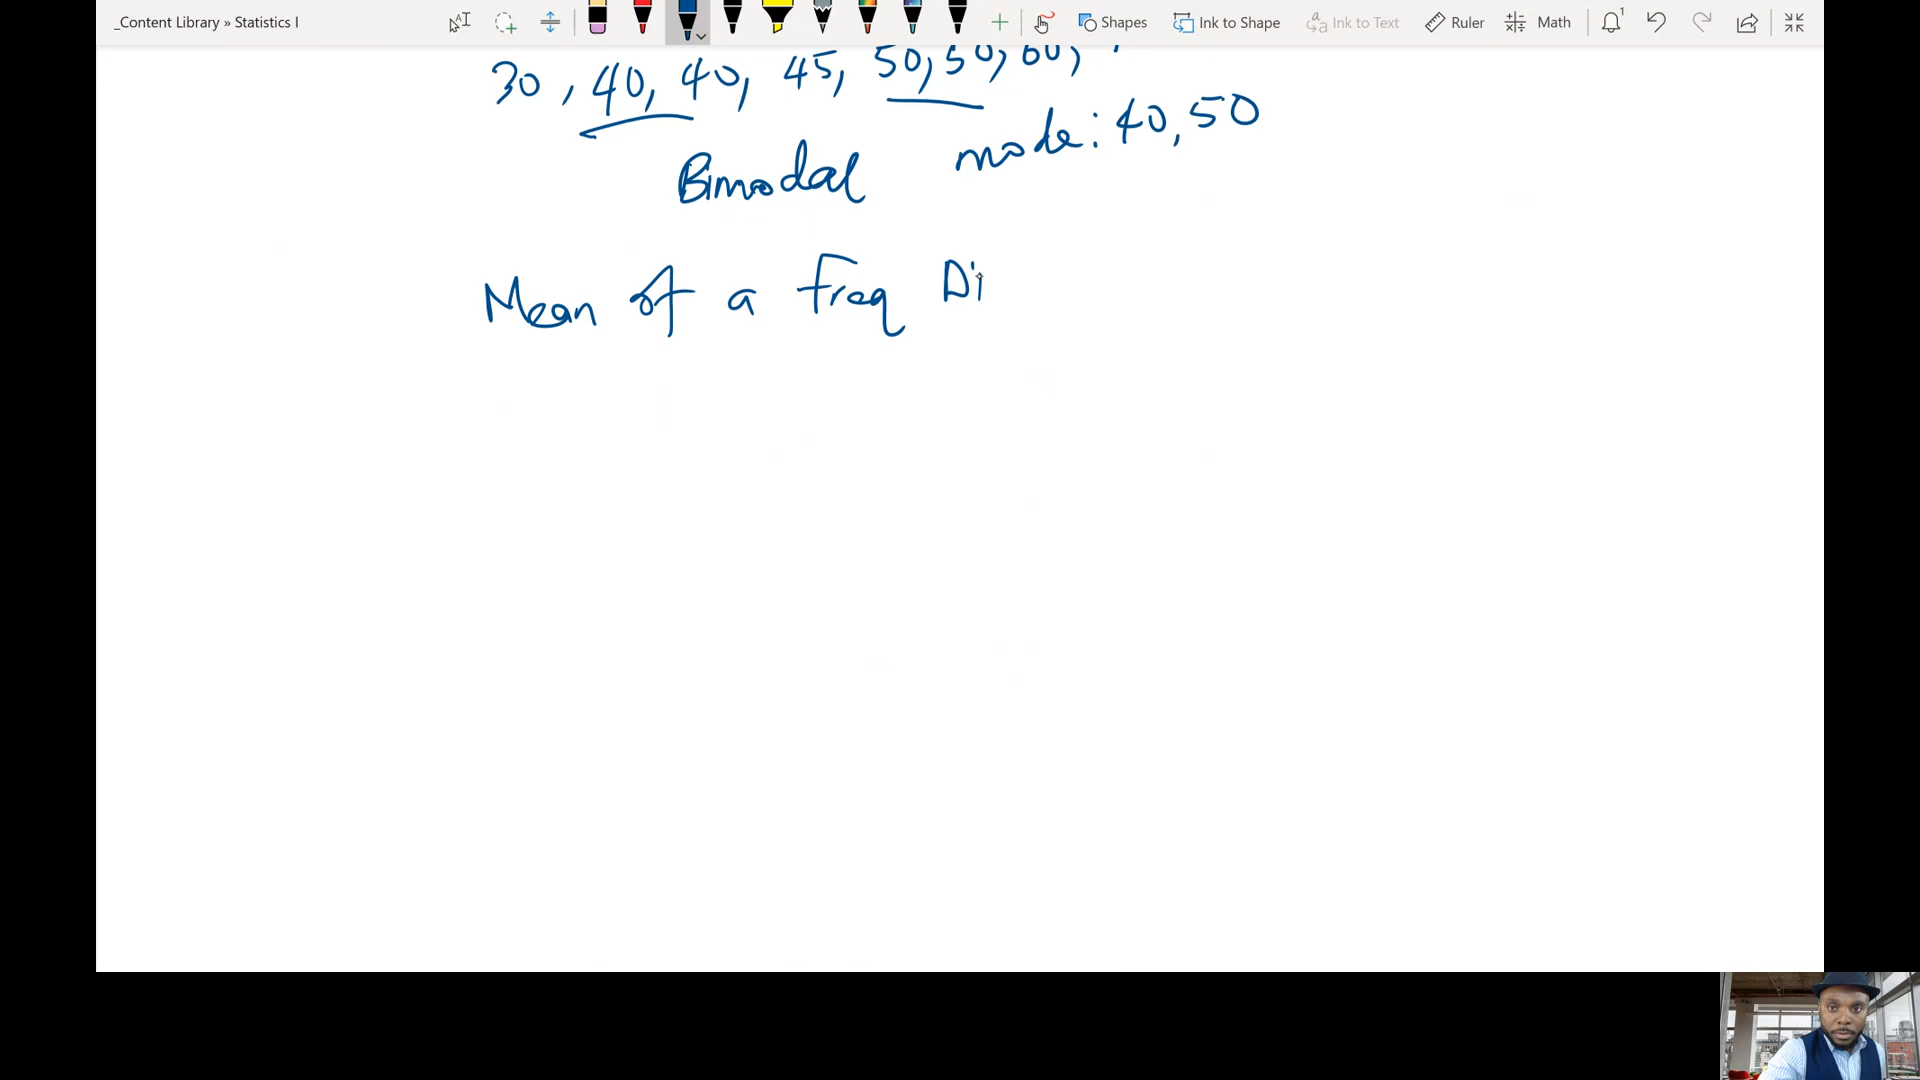 _Content Library » Statistics I
Shapes
Ink to Shape
Ink to Text
Ruler
Math
1
30, 40, 40, 45, 50, 50, 60,
Bimodal
mode: 40, 50
Mean of a Freq Di